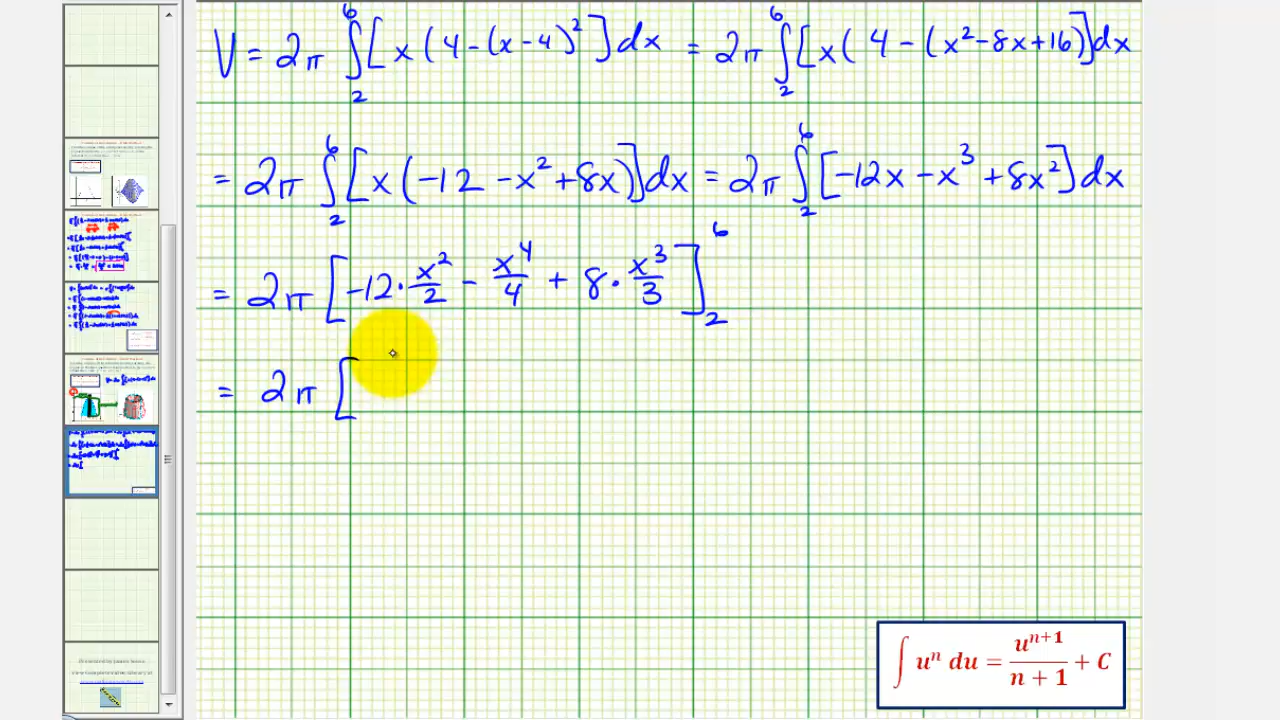 V = 2π ∫₂⁶ [x(4 - (x - 4)²] dx = 2π ∫₂⁶ [x(4 - (x² - 8x + 16)] dx
= 2π ∫₂⁶ [x(-12 - x² + 8x)] dx = 2π ∫₂⁶ [-12x - x³ + 8x²] dx
= 2π [-12 · x²/2 - x⁴/4 + 8 · x³/3]₂⁶
= 2π [
∫ uⁿ du = uⁿ⁺¹/(n + 1) + C